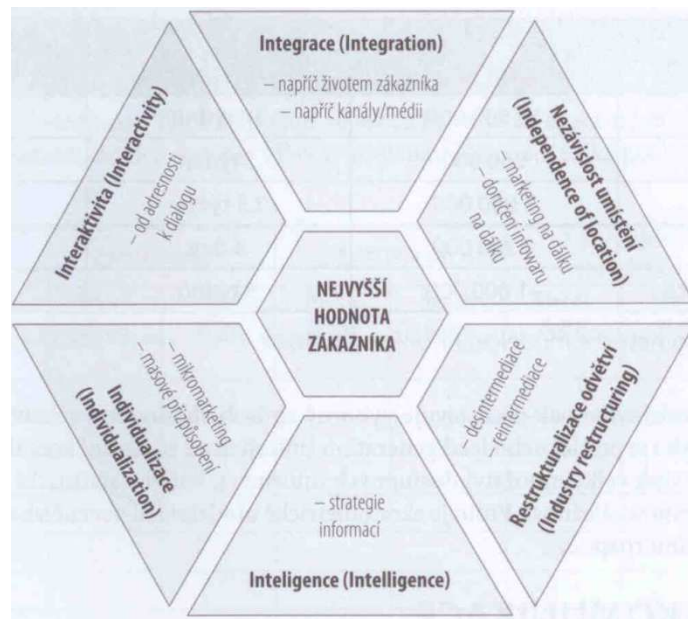 Integrace (Integration)
– napříč životem zákazníka
– napříč kanály/médii
Interaktivita (Interactivity)
– od adresnosti
k dialogu
Nezávislost umístění
(Independence of location)
– marketing na dálku
– doručení informací
na dálku
NEJVYŠŠÍ
HODNOTA
ZÁKAZNÍKA
Individualizace
(Individualization)
– mikromarketing
– masové přizpůsobení
Restrukturalizace odvětví
(Industry restructuring)
– dezintermediace
– reintermediace
– strategie
informací
Inteligence (Intelligence)